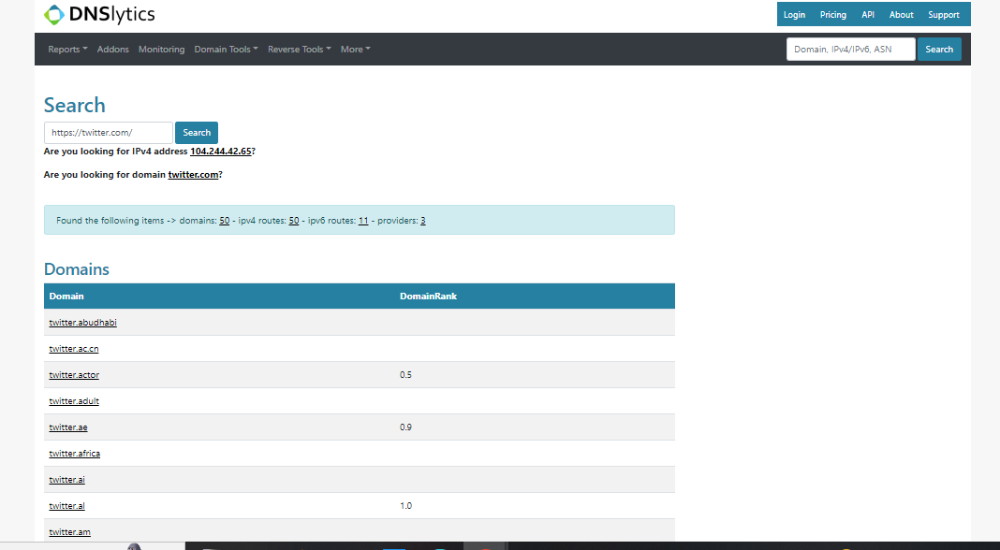 DNSlytics
Login Pricing API About Support
Reports Addons Monitoring Domain Tools Reverse Tools More
Domain, IPv4/IPv6, ASN Search
Search
https://twitter.com/ Search
Are you looking for IPv4 address 104.244.42.65?
Are you looking for domain twitter.com?
Found the following items -> domains: 50 - ipv4 routes: 50 - ipv6 routes: 11 - providers: 3
Domains
Domain DomainRank
twitter.abudhabi
twitter.ac.cn
twitter.actor 0.5
twitter.adult
twitter.ae 0.9
twitter.africa
twitter.ai
twitter.al 1.0
twitter.am